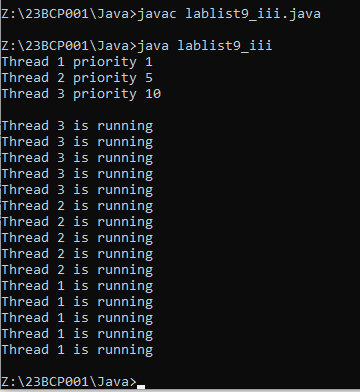 Z:\23BCP001\Java>javac lablist9_iii.java
Z:\23BCP001\Java>java lablist9_iii
Thread 1 priority 1
Thread 2 priority 5
Thread 3 priority 10
Thread 3 is running
Thread 3 is running
Thread 3 is running
Thread 3 is running
Thread 3 is running
Thread 2 is running
Thread 2 is running
Thread 2 is running
Thread 2 is running
Thread 2 is running
Thread 1 is running
Thread 1 is running
Thread 1 is running
Thread 1 is running
Thread 1 is running
Z:\23BCP001\Java>